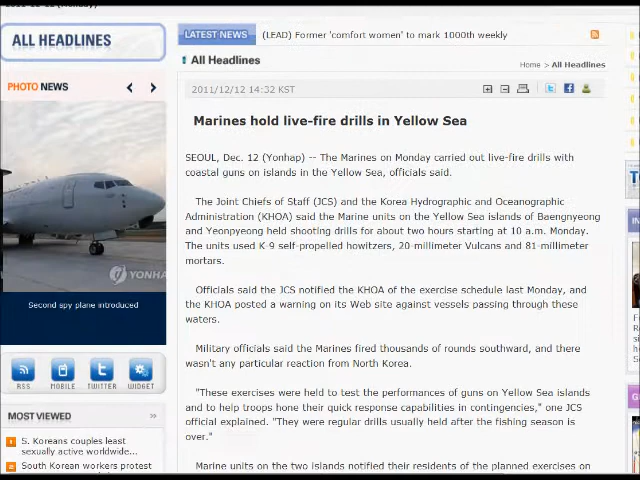 ALL HEADLINES
LATEST NEWS
(LEAD) Former 'comfort women' to mark 1000th weekly
All Headlines
Home > All Headlines
PHOTO NEWS
YONHAP
Second spy plane introduced
RSS
MOBILE
TWITTER
WIDGET
MOST VIEWED
S. Koreans couples least
sexually active worldwide...
South Korean workers protest
2011/12/12 14:32 KST
Marines hold live-fire drills in Yellow Sea
SEOUL, Dec. 12 (Yonhap) -- The Marines on Monday carried out live-fire drills with
coastal guns on islands in the Yellow Sea, officials said.
The Joint Chiefs of Staff (JCS) and the Korea Hydrographic and Oceanographic
Administration (KHOA) said the Marine units on the Yellow Sea islands of Baengnyeong
and Yeonpyeong held shooting drills for about two hours starting at 10 a.m. Monday.
The units used K-9 self-propelled howitzers, 20-millimeter Vulcans and 81-millimeter
mortars.
Officials said the JCS notified the KHOA of the exercise schedule last Monday, and
the KHOA posted a warning on its Web site against vessels passing through these
waters.
Military officials said the Marines fired thousands of rounds southward, and there
wasn't any particular reaction from North Korea.
"These exercises were held to test the performances of guns on Yellow Sea islands
and to help troops hone their quick response capabilities in contingencies," one JCS
official explained. "They were regular drills usually held after the fishing season is
over."
Marine units on the two islands notified their residents of the planned exercises on